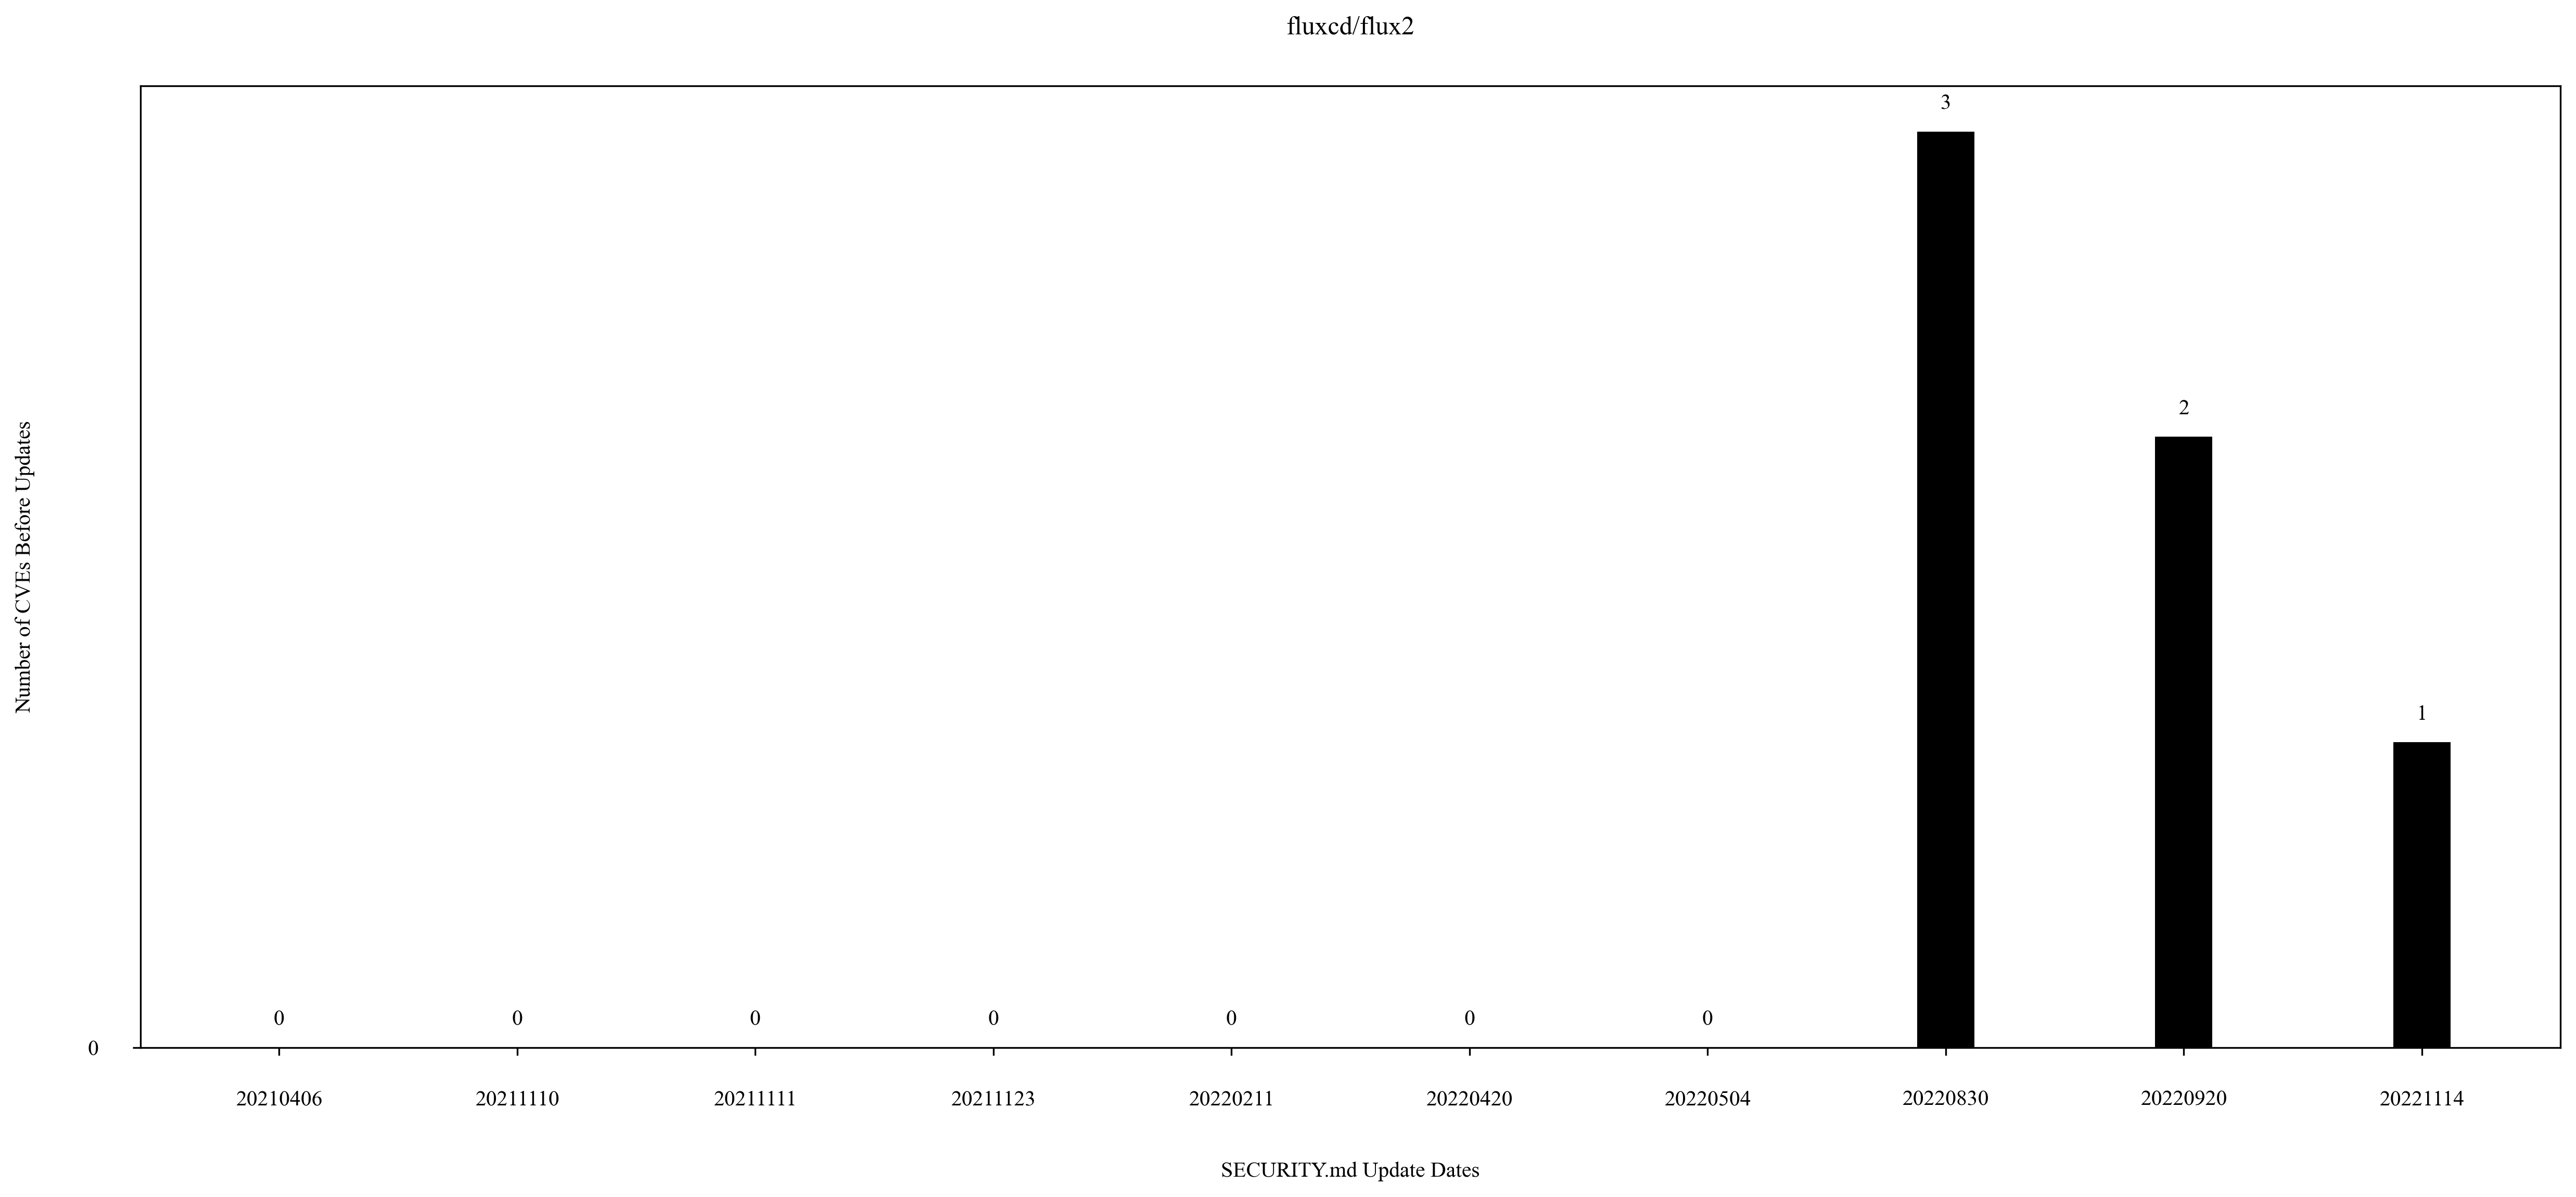 fluxcd/flux2
3
2
1
0 0 0 0 0 0 0
Number of CVEs Before Updates
0
20210406 20211110 20211111 20211123 20220211 20220420 20220504 20220830 20220920 20221114
SECURITY.md Update Dates